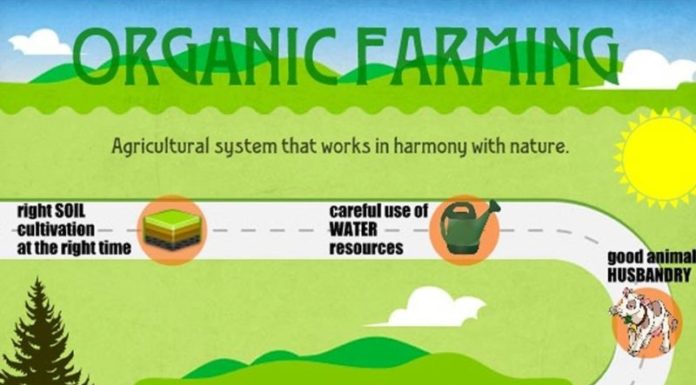 ORGANIC FARMING
Agricultural system that works in harmony with nature.
right SOIL
cultivation
at the right time
careful use of
WATER
resources
good animal
HUSBANDRY